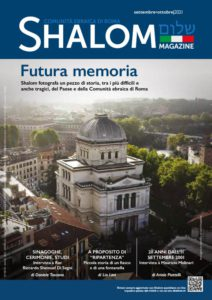 settembre-ottobre|2021
COMUNITÀ EBRAICA DI ROMA
SHALOM שלום
MAGAZINE
Futura memoria
Shalom fotografa un pezzo di storia, tra i più difficili e
anche tragici, del Paese e della Comunità ebraica di Roma
SINAGOGHE,
CERIMONIE, STUDI
Intervista a Rav
Riccardo Shemuel Di Segni
di Daniele Toscano
A PROPOSITO DI
"RIPARTENZA"
Piccola storia di un Bosco
e di una fontanella
di Lia Levi
20 ANNI DALL'11
SETTEMBRE 2001
Intervista a Maurizio Molinari
di Ariela Piattelli